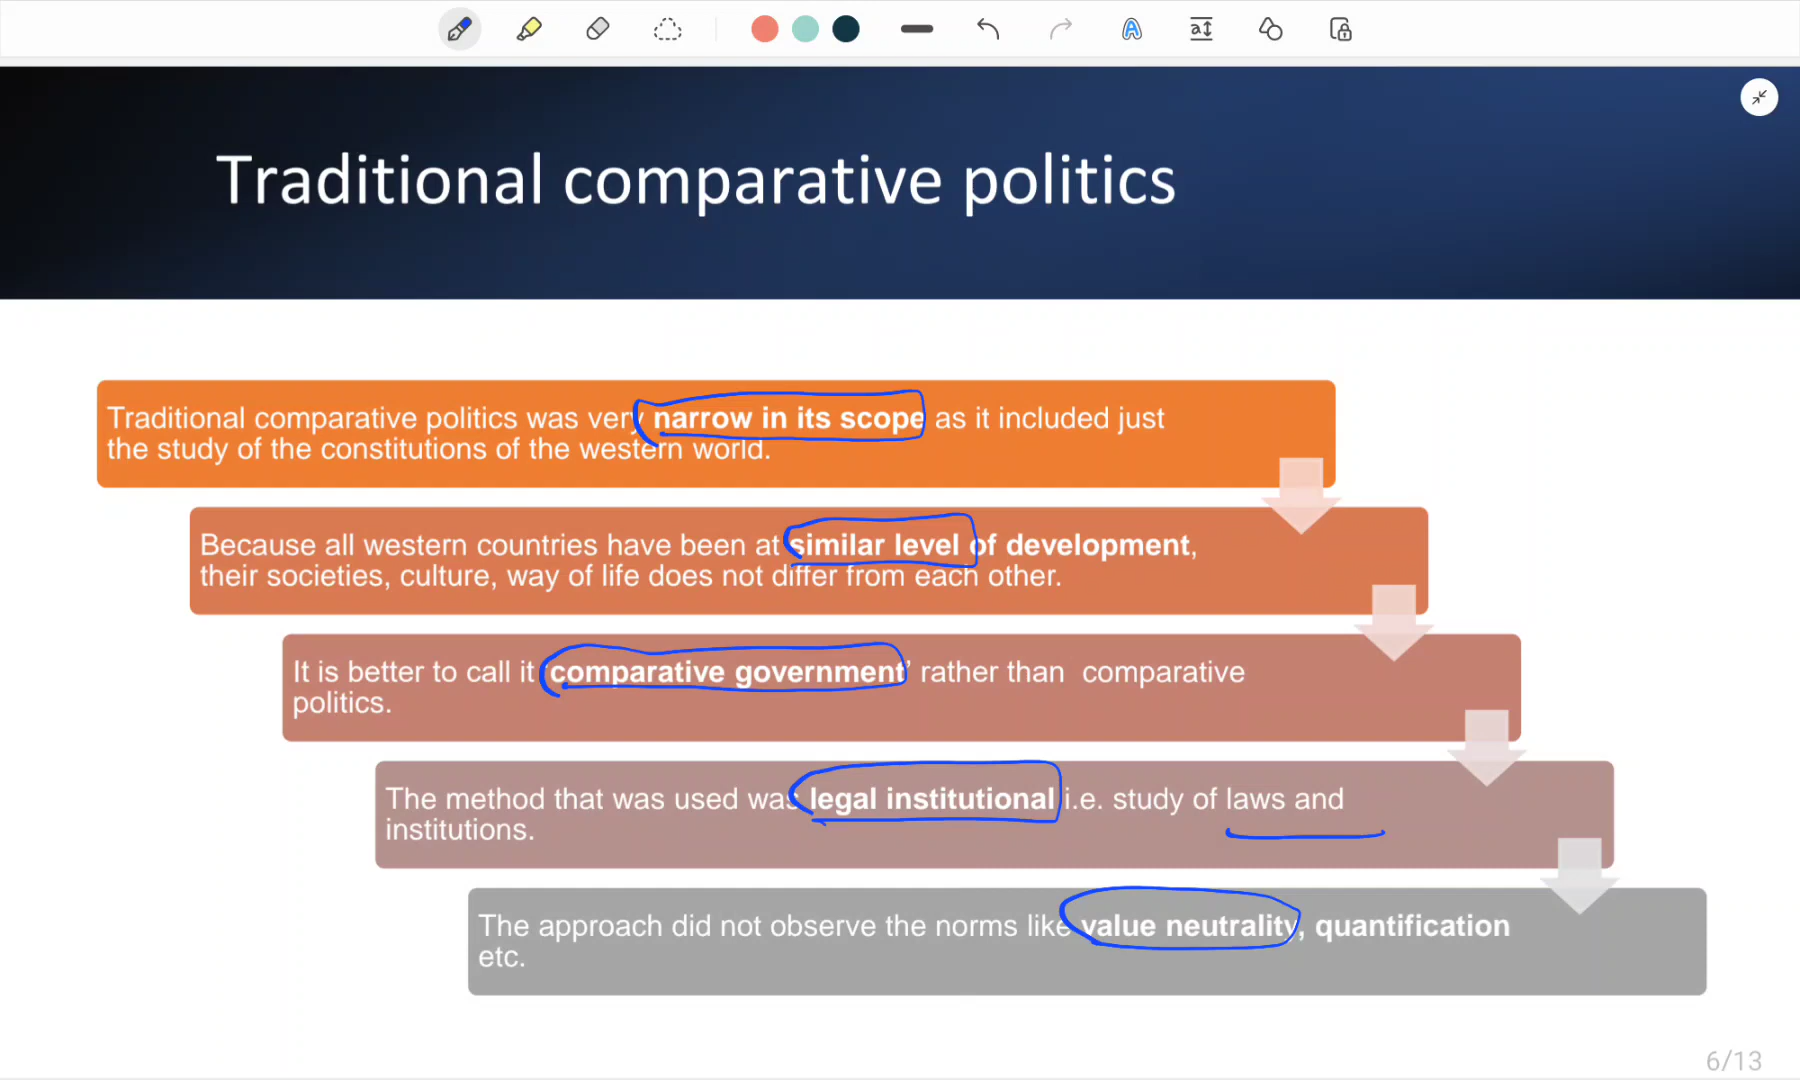 Traditional comparative politics
Traditional comparative politics was very narrow in its scope as it included just
the study of the constitutions of the western world.
Because all western countries have been at similar level of development,
their societies, culture, way of life does not differ from each other.
It is better to call it ‘comparative government’ rather than  comparative
politics.
The method that was used was legal institutional i.e. study of laws and
institutions.
The approach did not observe the norms like value neutrality, quantification
etc.
6/13